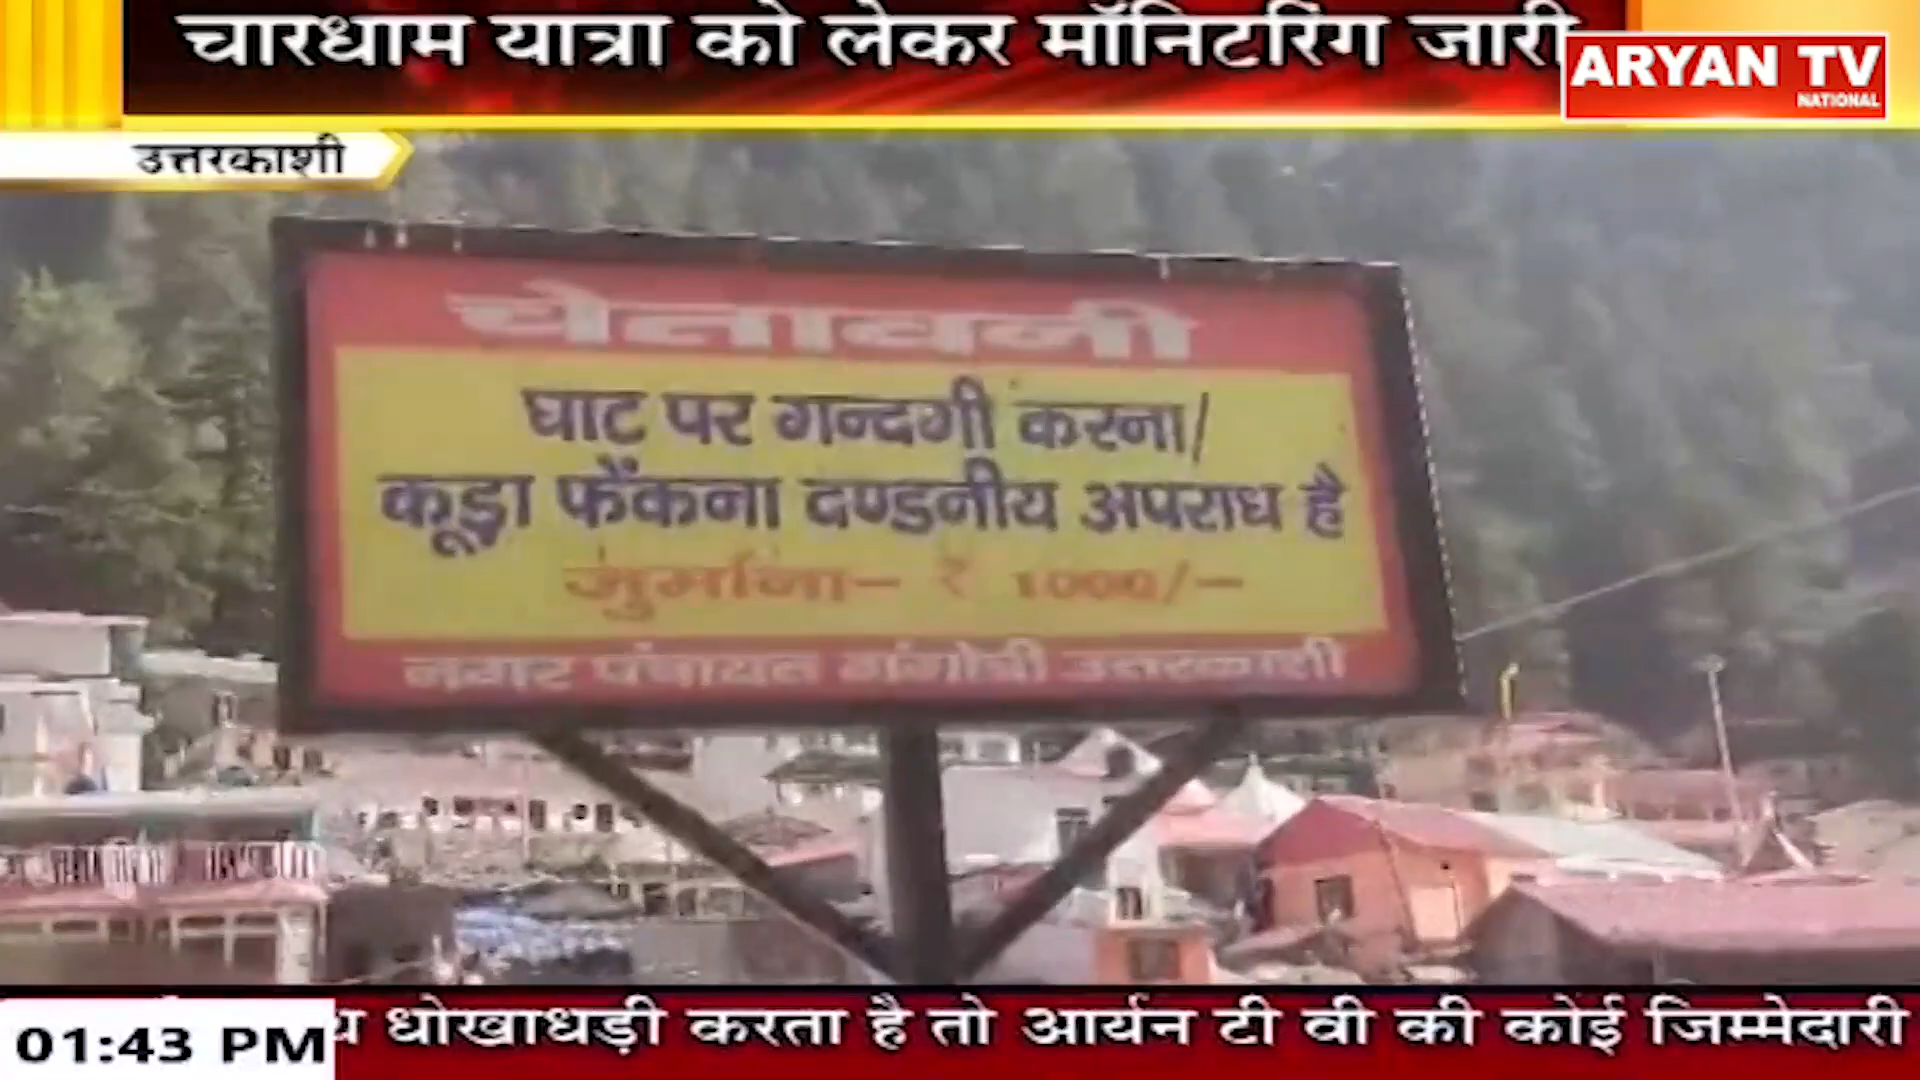 चारधाम यात्रा को लेकर मॉनिटरिंग जारी
ARYAN TV
NATIONAL
उत्तरकाशी
चेतावनी
घाट पर गन्दगी करना/
कूड़ा फेंकना दण्डनीय अपराध है
जुर्माना- ₹ 1000/-
नगर पंचायत गंगोत्री उत्तरकाशी
01:43 PM
धोखाधड़ी करता है तो आर्यन टी वी की कोई जिम्मेदारी